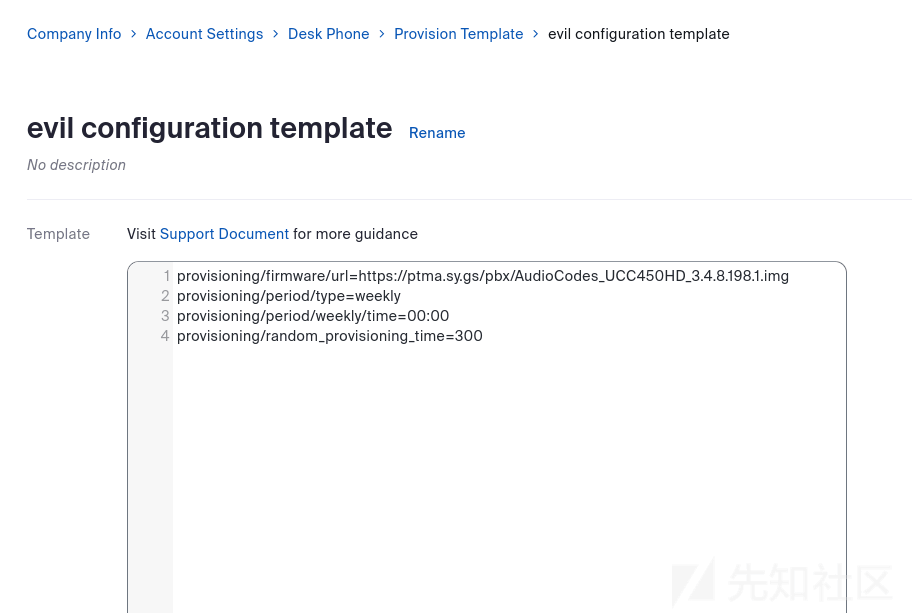 Company Info > Account Settings > Desk Phone > Provision Template > evil configuration template
evil configuration template Rename
No description
Template Visit Support Document for more guidance
1 provisioning/firmware/url=https://ptma.sy.gs/pbx/AudioCodes_UCC450HD_3.4.8.198.1.img
2 provisioning/period/type=weekly
3 provisioning/period/weekly/time=00:00
4 provisioning/random_provisioning_time=300
先知社区